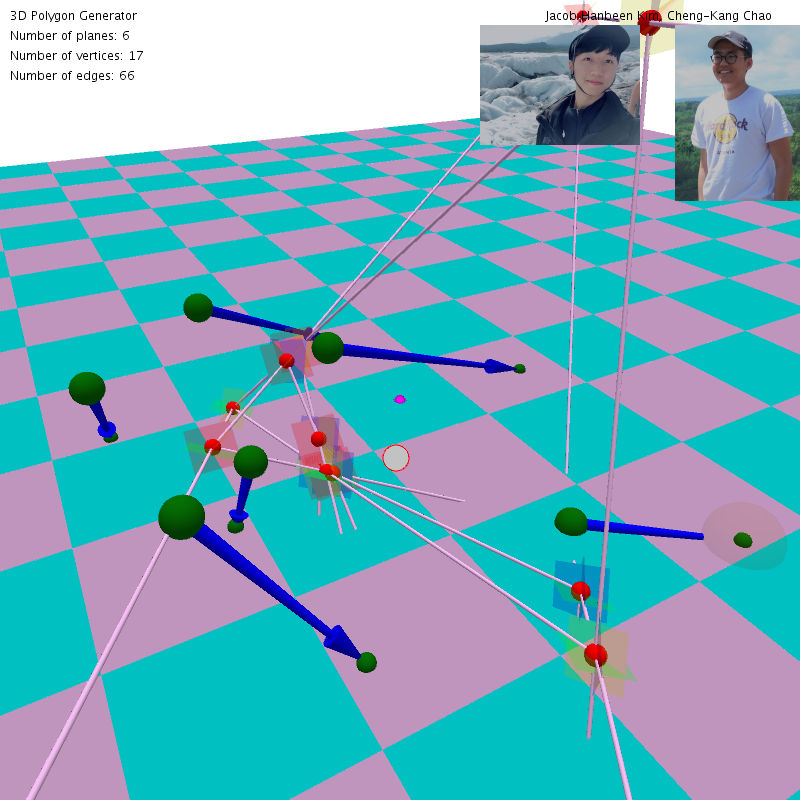 3D Polygon Generator
Jacob Hanbeen Kim, Cheng-Kang Chao
Number of planes: 6
Number of vertices: 17
Number of edges: 66